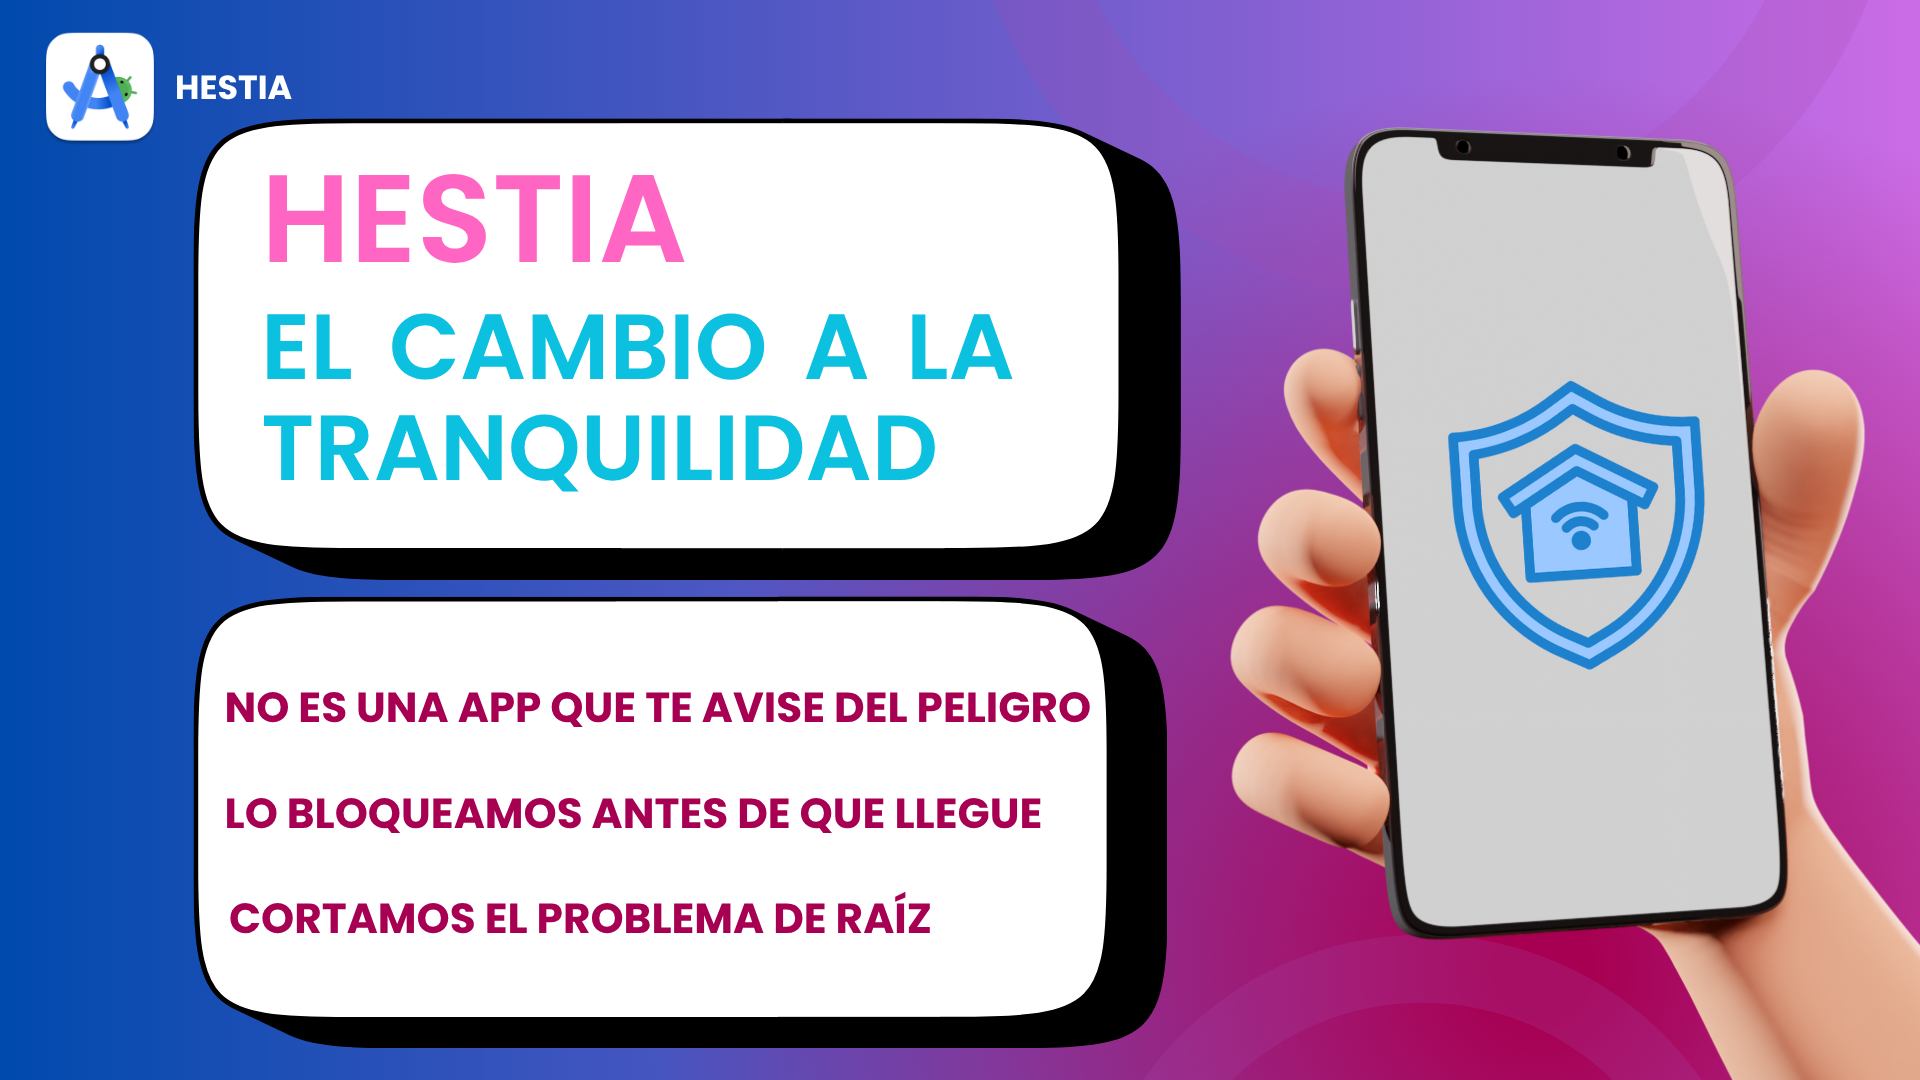 HESTIA
HESTIA
EL CAMBIO A LA
TRANQUILIDAD
NO ES UNA APP QUE TE AVISE DEL PELIGRO
LO BLOQUEAMOS ANTES DE QUE LLEGUE
CORTAMOS EL PROBLEMA DE RAÍZ